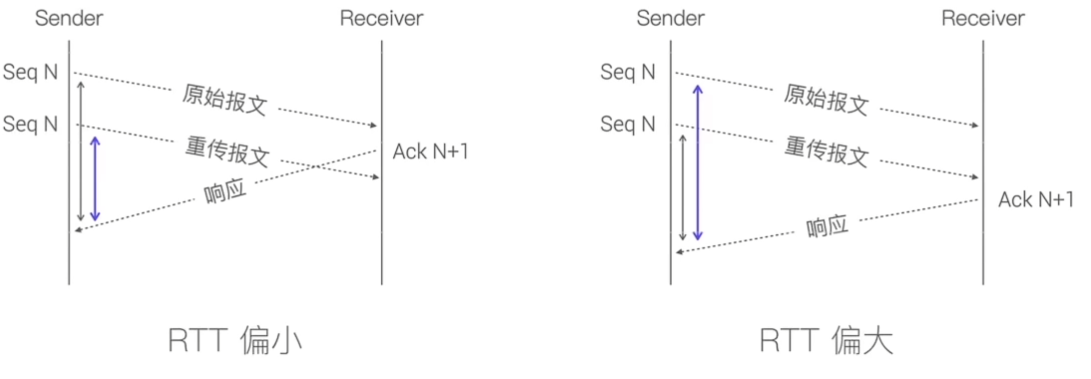 Sender Receiver
Seq N
原始报文
Seq N
重传报文
Ack N+1
响应
RTT 偏小
Sender Receiver
Seq N
原始报文
Seq N
重传报文
Ack N+1
响应
RTT 偏大